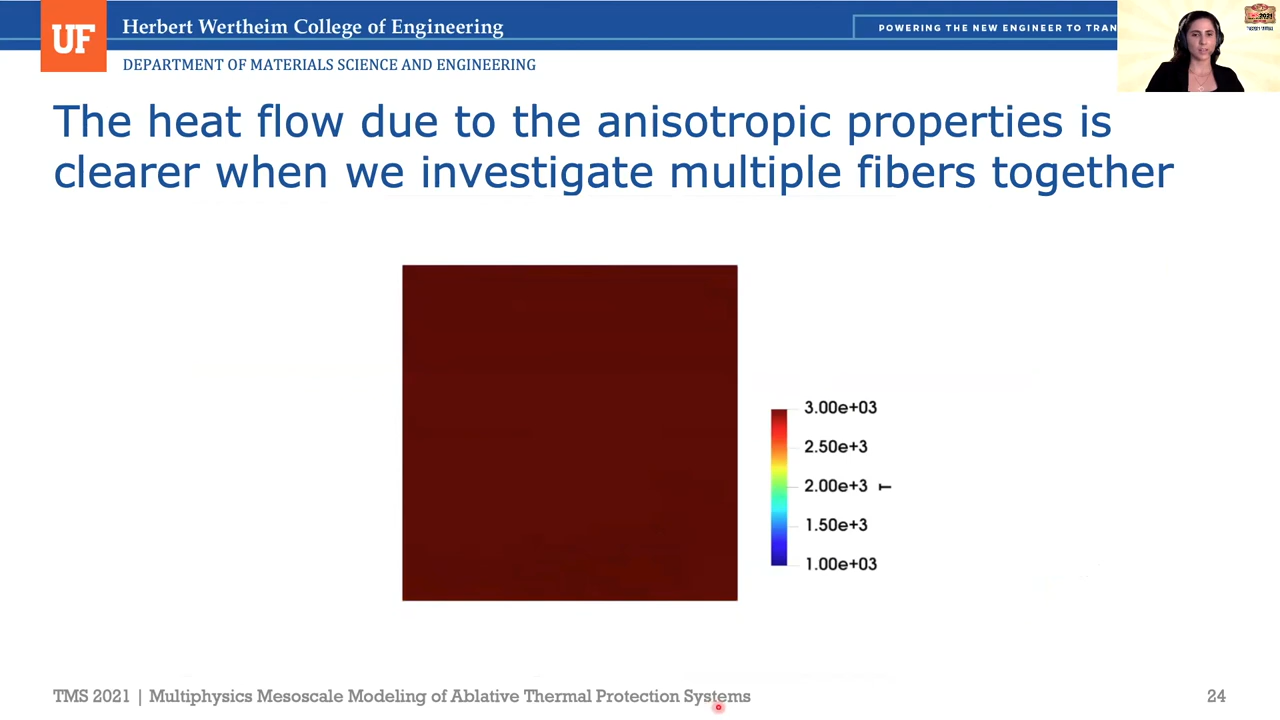 UF
Herbert Wertheim College of Engineering
POWERING THE NEW ENGINEER TO TRAN
DEPARTMENT OF MATERIALS SCIENCE AND ENGINEERING
The heat flow due to the anisotropic properties is
clearer when we investigate multiple fibers together
3.00e+03
2.50e+3
2.00e+3
T
1.50e+3
1.00e+03
TMS 2021 | Multiphysics Mesoscale Modeling of Ablative Thermal Protection Systems
24